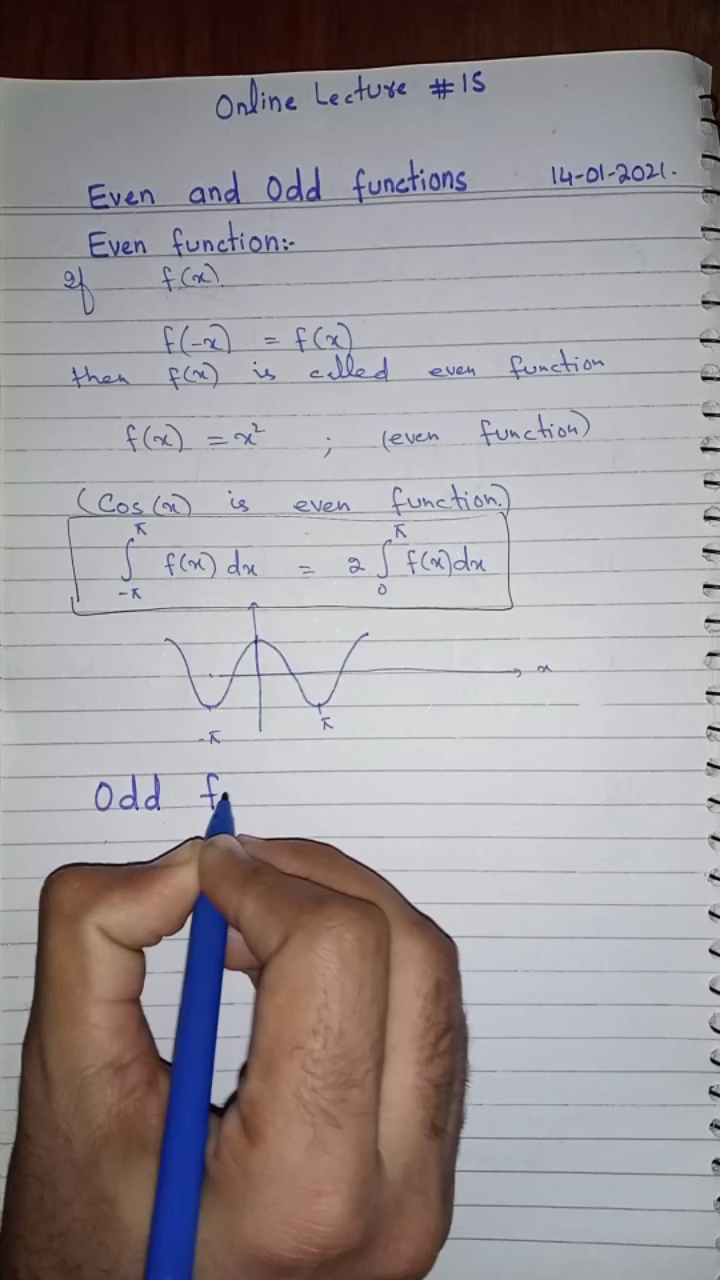 Online Lecture #15
Even and Odd functions 14-01-2021.
Even function:-
If f(x)
f(-x) = f(x)
then f(x) is called even function
f(x) = x² ; (even function)
(Cos(x) is even function.)
∫_{-π}^{π} f(x) dx = 2 ∫_{0}^{π} f(x)dx
x
-π π
Odd f